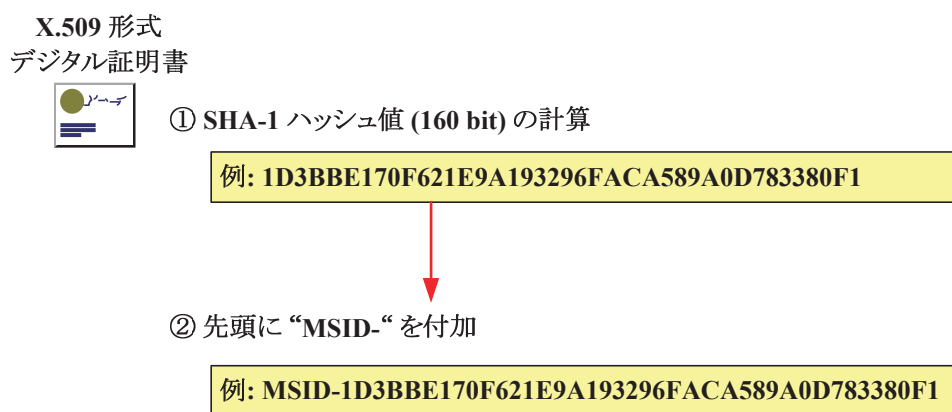 X.509 形式
デジタル証明書
① SHA-1 ハッシュ値 (160 bit) の計算
例: 1D3BBE170F621E9A193296FACA589A0D783380F1
② 先頭に “MSID-“ を付加
例: MSID-1D3BBE170F621E9A193296FACA589A0D783380F1